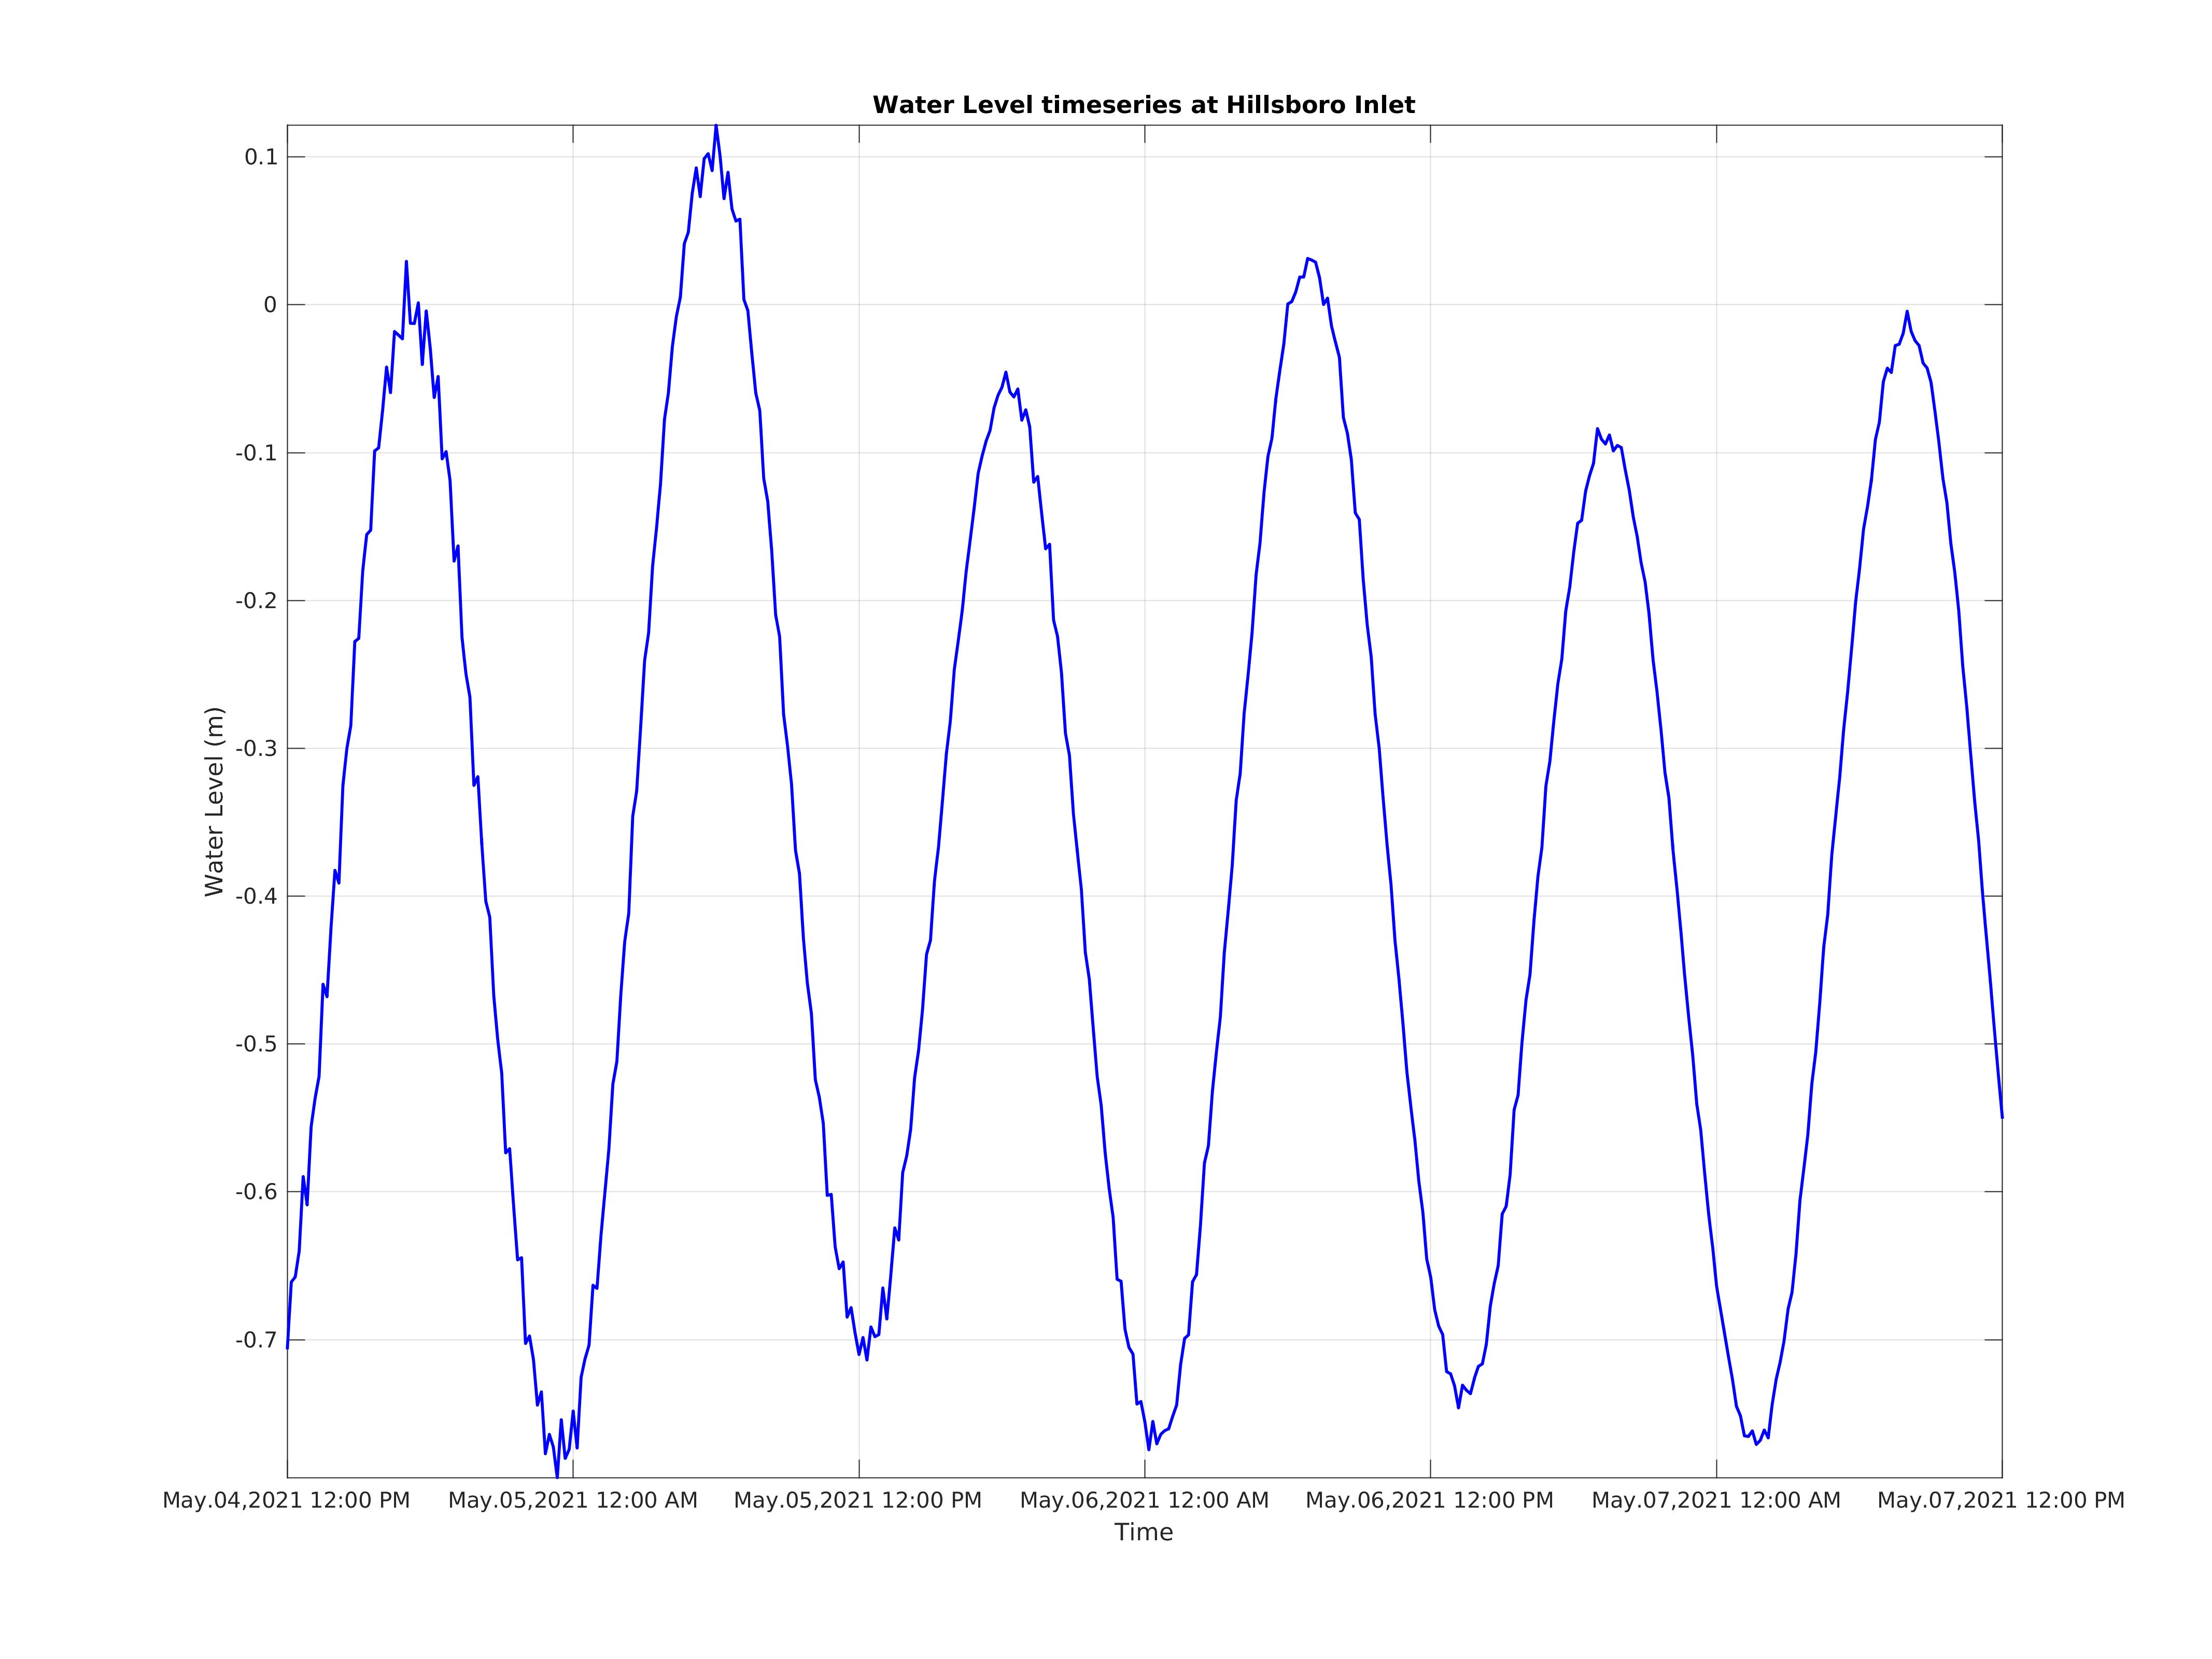 Water Level timeseries at Hillsboro Inlet
0.1
0
-0.1
-0.2
-0.3
-0.4
-0.5
-0.6
-0.7
Water Level (m)
May.04,2021 12:00 PM
May.05,2021 12:00 AM
May.05,2021 12:00 PM
May.06,2021 12:00 AM
May.06,2021 12:00 PM
May.07,2021 12:00 AM
May.07,2021 12:00 PM
Time